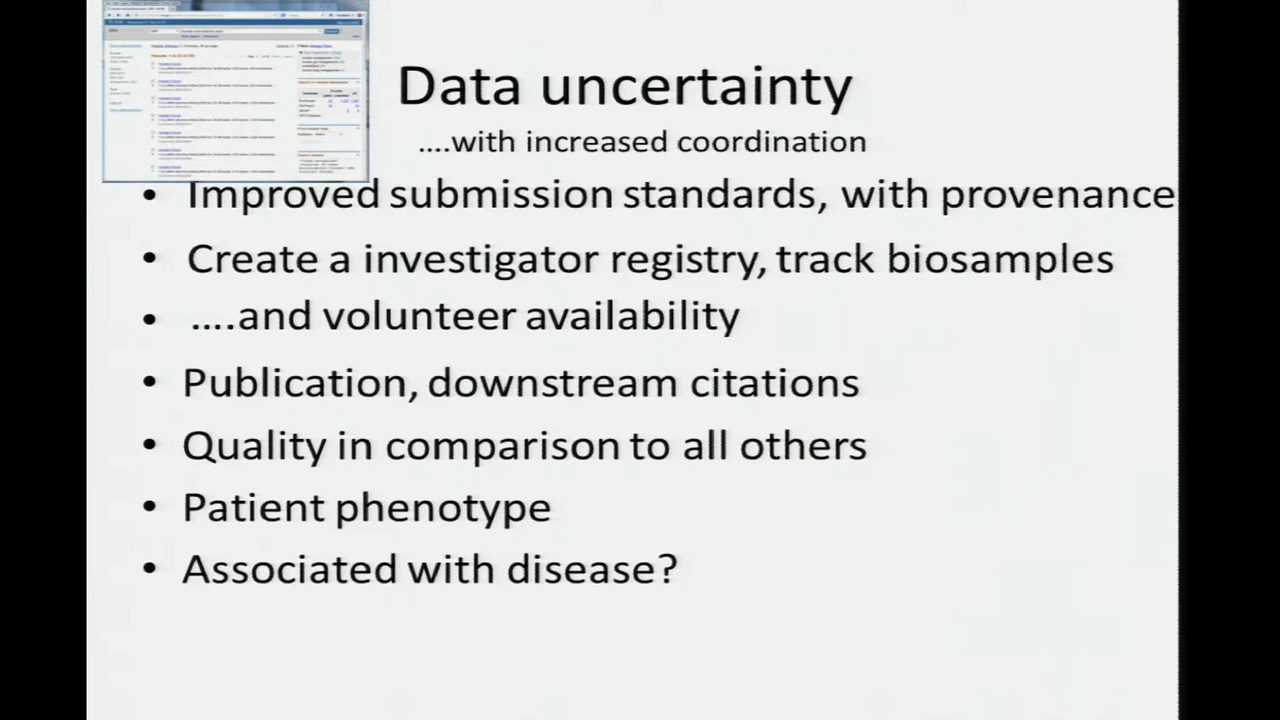 Data uncertainty
....with increased coordination
• Improved submission standards, with provenance
• Create a investigator registry, track biosamples
• ....and volunteer availability
• Publication, downstream citations
• Quality in comparison to all others
• Patient phenotype
• Associated with disease?